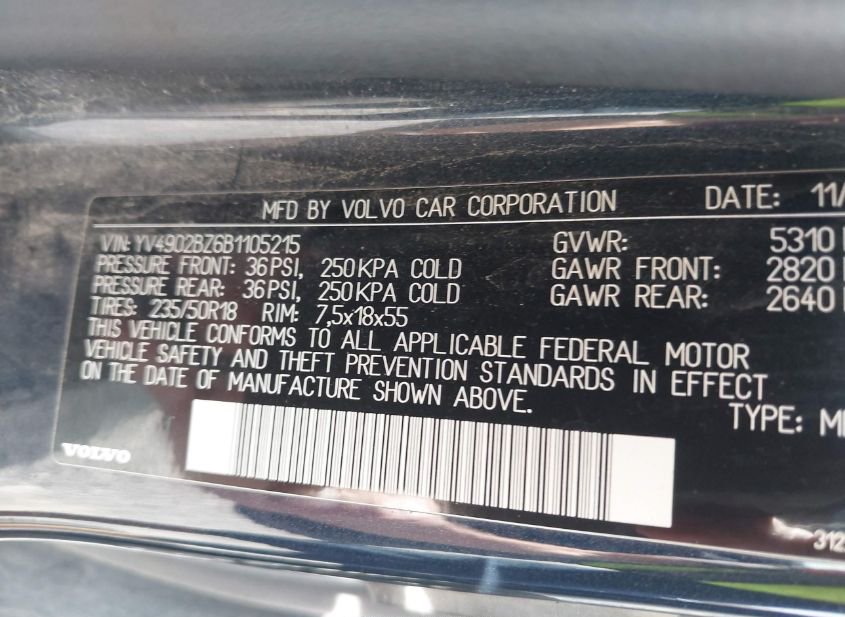 MFD BY VOLVO CAR CORPORATION DATE: 11/
VIN: YV4902BZ6B1105215 GVWR: 5310
PRESSURE FRONT: 36PSI, 250KPA COLD GAWR FRONT: 2820
PRESSURE REAR: 36PSI, 250KPA COLD GAWR REAR: 2640
TIRES: 235/50R18 RIM: 7,5x18x55
THIS VEHICLE CONFORMS TO ALL APPLICABLE FEDERAL MOTOR
VEHICLE SAFETY AND THEFT PREVENTION STANDARDS IN EFFECT
ON THE DATE OF MANUFACTURE SHOWN ABOVE.
TYPE:
VOLVO
312